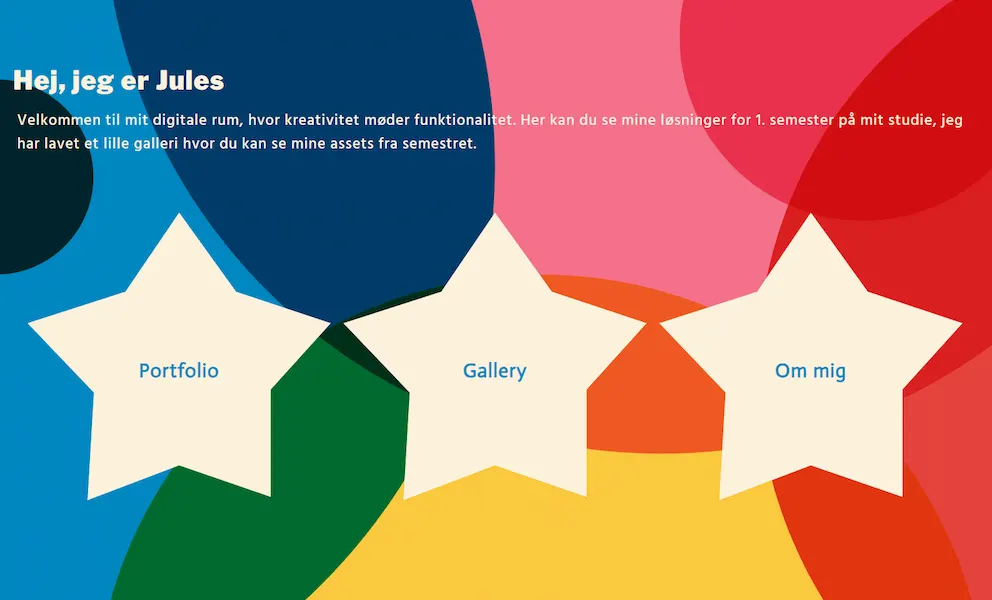 Hej, jeg er Jules
Velkommen til mit digitale rum, hvor kreativitet møder funktionalitet. Her kan du se mine løsninger for 1. semester på mit studie, jeg
har lavet et lille galleri hvor du kan se mine assets fra semestret.
Portfolio
Gallery
Om mig